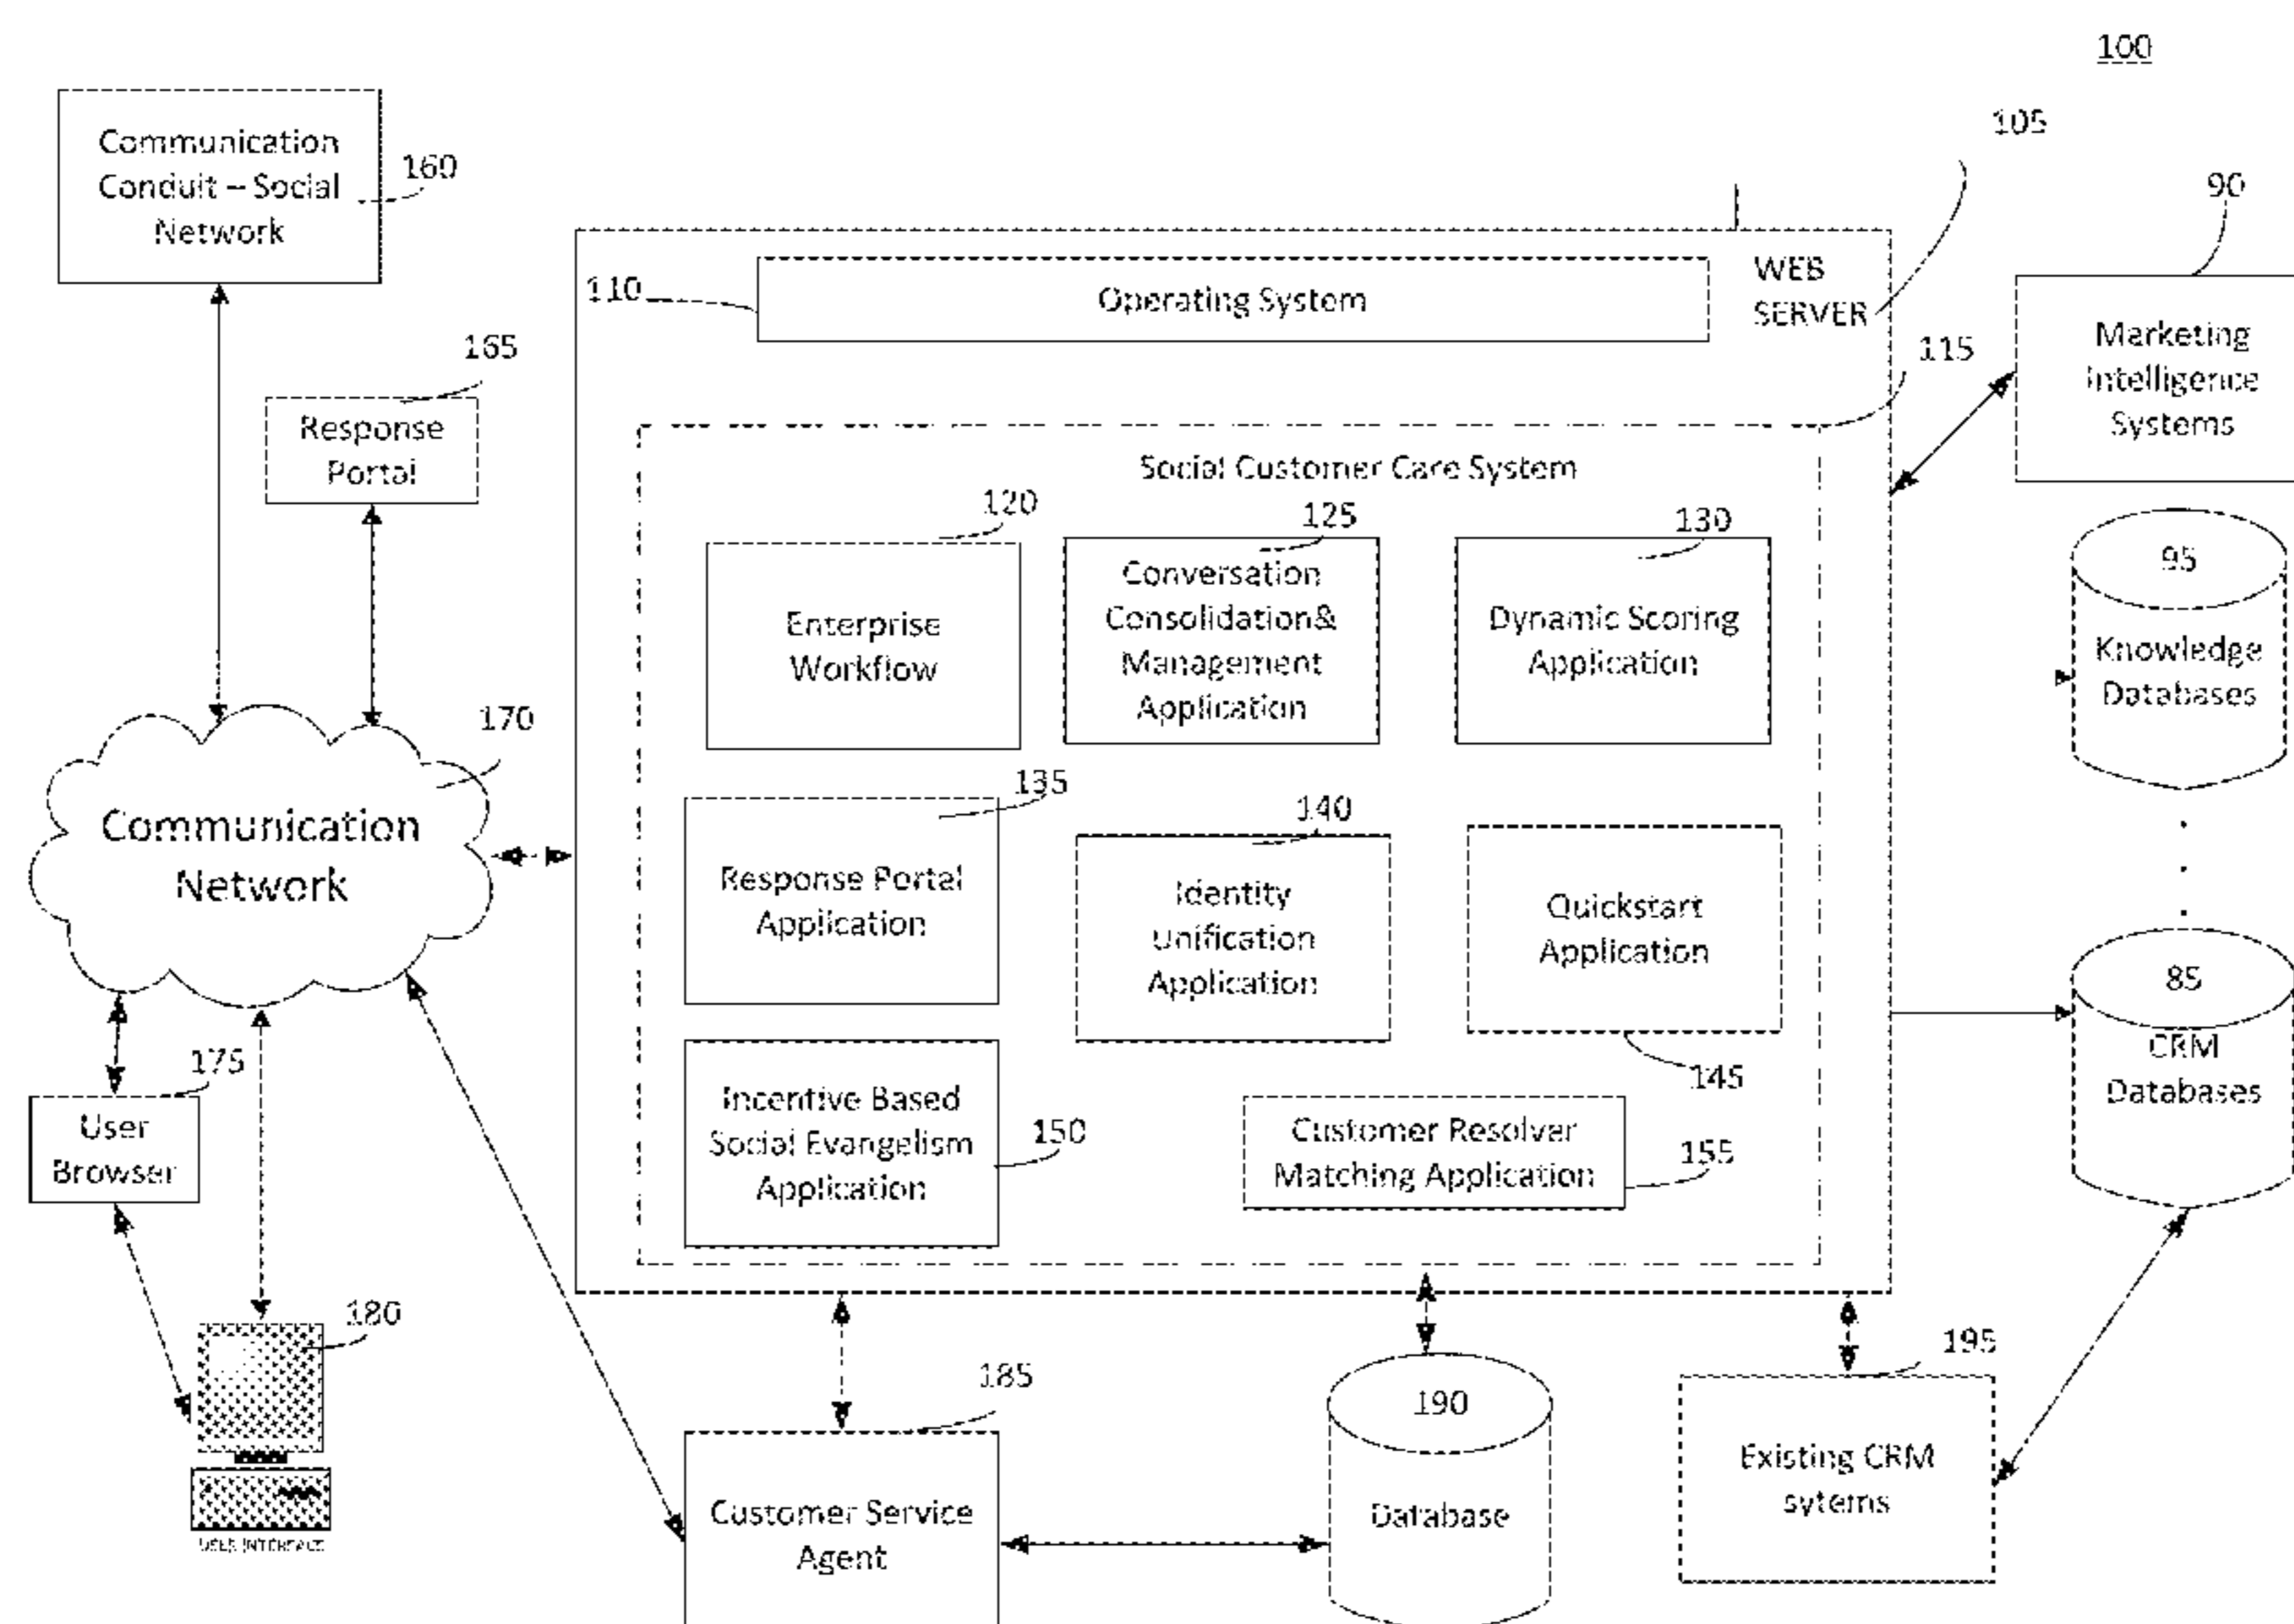 100
105
Communication
Conduit – Social
Network
160
90
WEB
SERVER
110
Operating System
Marketing
Intelligence
Systems
115
165
Response
Portal
Social Customer Care System
120
125
130
Enterprise
Workflow
Conversation
Consolidation&
Management
Application
Dynamic Scoring
Application
95
Knowledge
Databases
170
Communication
Network
135
Response Portal
Application
140
Identity
Unification
Application
Quickstart
Application
145
85
CRM
Databases
175
User
Browser
Incentive Based
Social Evangelism
Application
150
Customer Resolver
Matching Application
155
180
USER INTERFACE
185
Customer Service
Agent
190
Database
195
Existing CRM
sytems